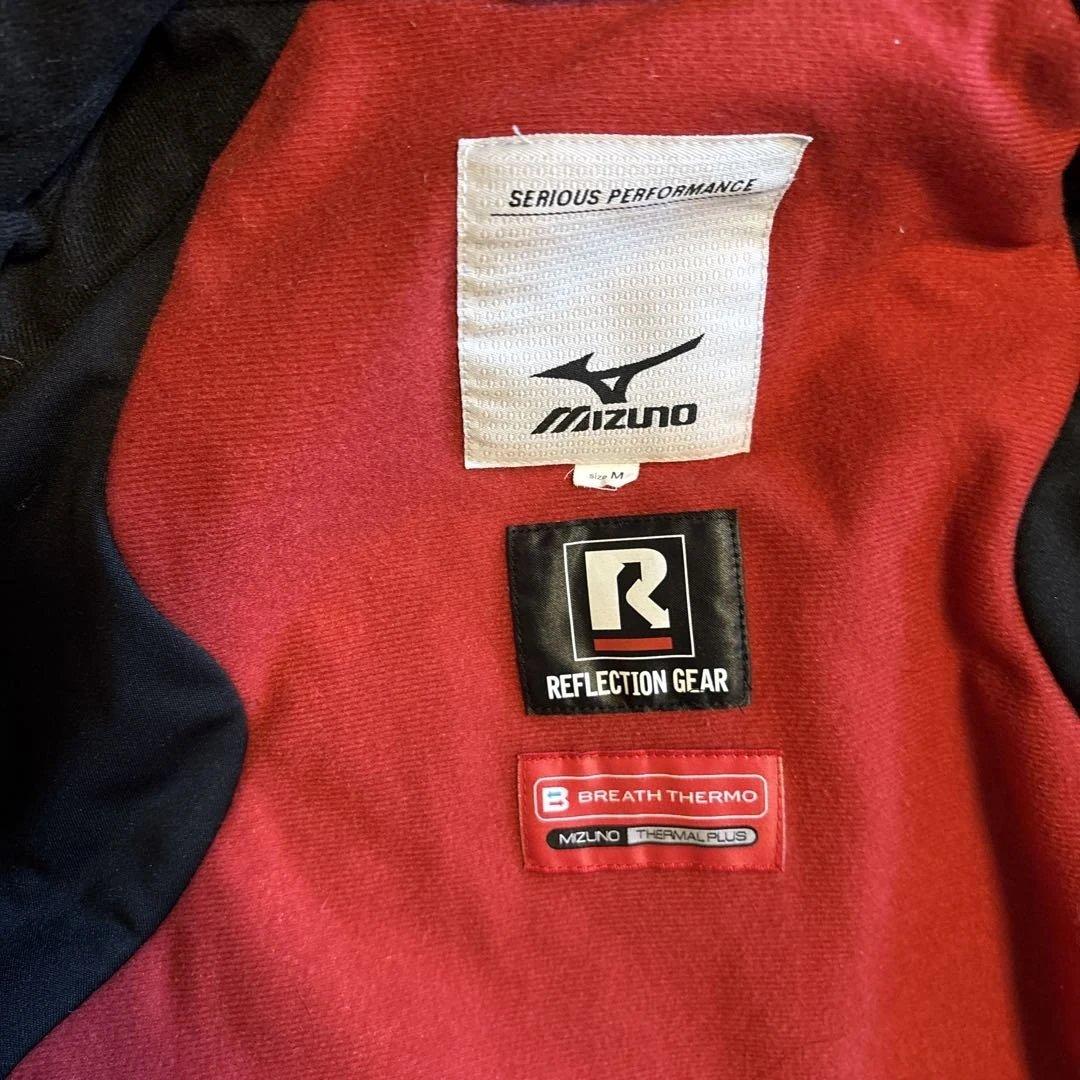 SERIOUS PERFORMANCE
MIZUNO
size M
R
REFLECTION GEAR
B BREATH THERMO
MIZUNO THERMAL PLUS